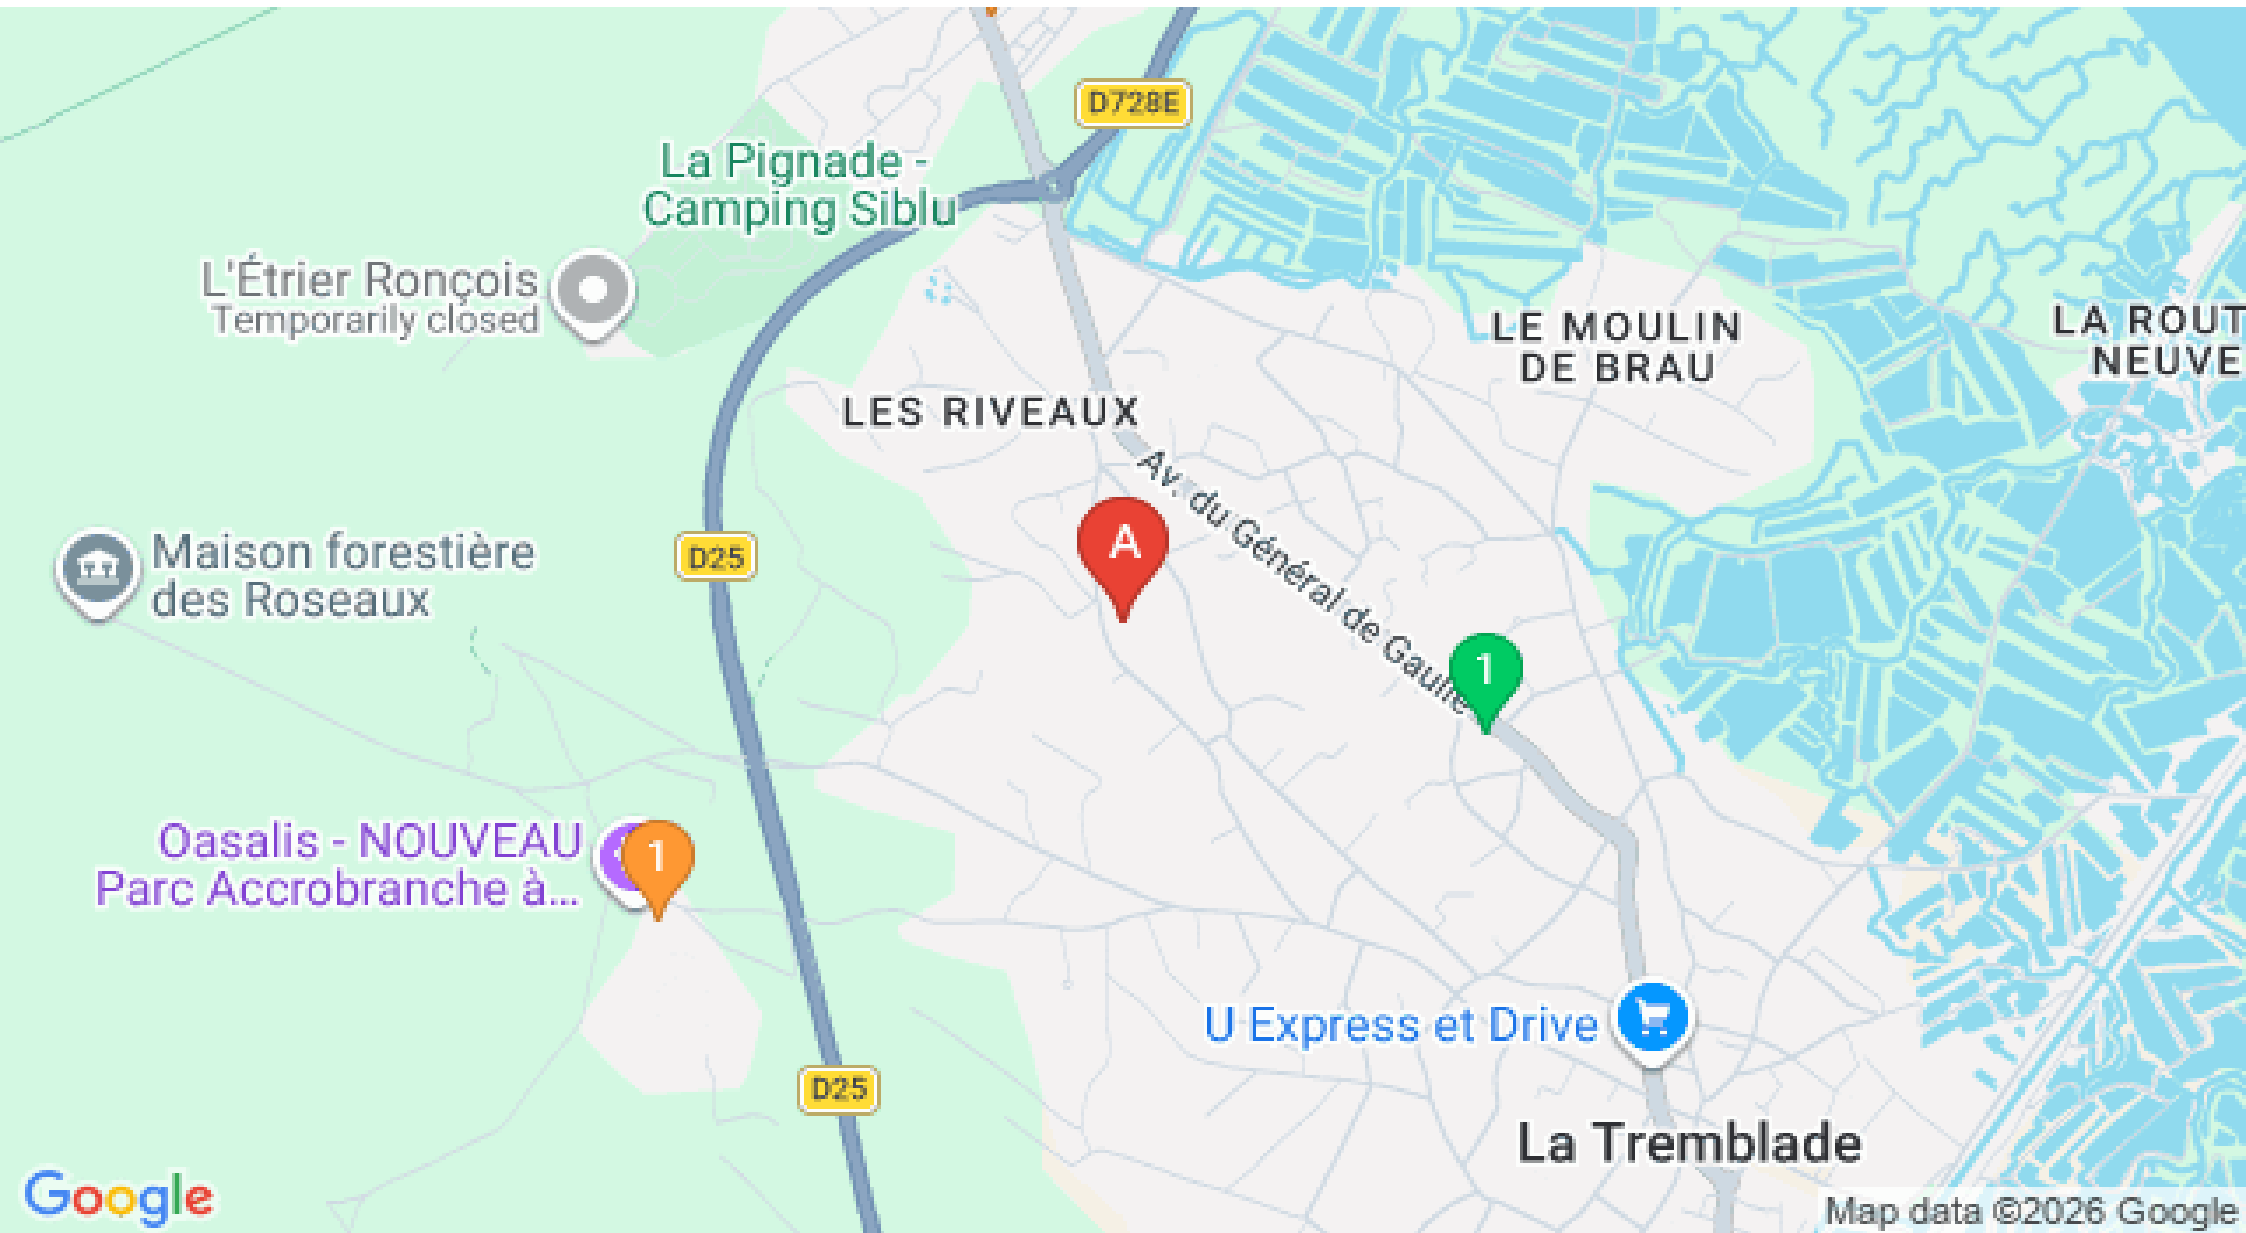 D728E
La Pignade -
Camping Siblu
L'Étrier Ronçois
Temporarily closed
LE MOULIN
DE BRAU
LA ROUT
NEUVE
LES RIVEAUX
Av. du Général de Gaulle
A
D25
Maison forestière
des Roseaux
1
Oasalis - NOUVEAU
Parc Accrobranche à...
1
U Express et Drive
D25
La Tremblade
Google
Map data ©2026 Google